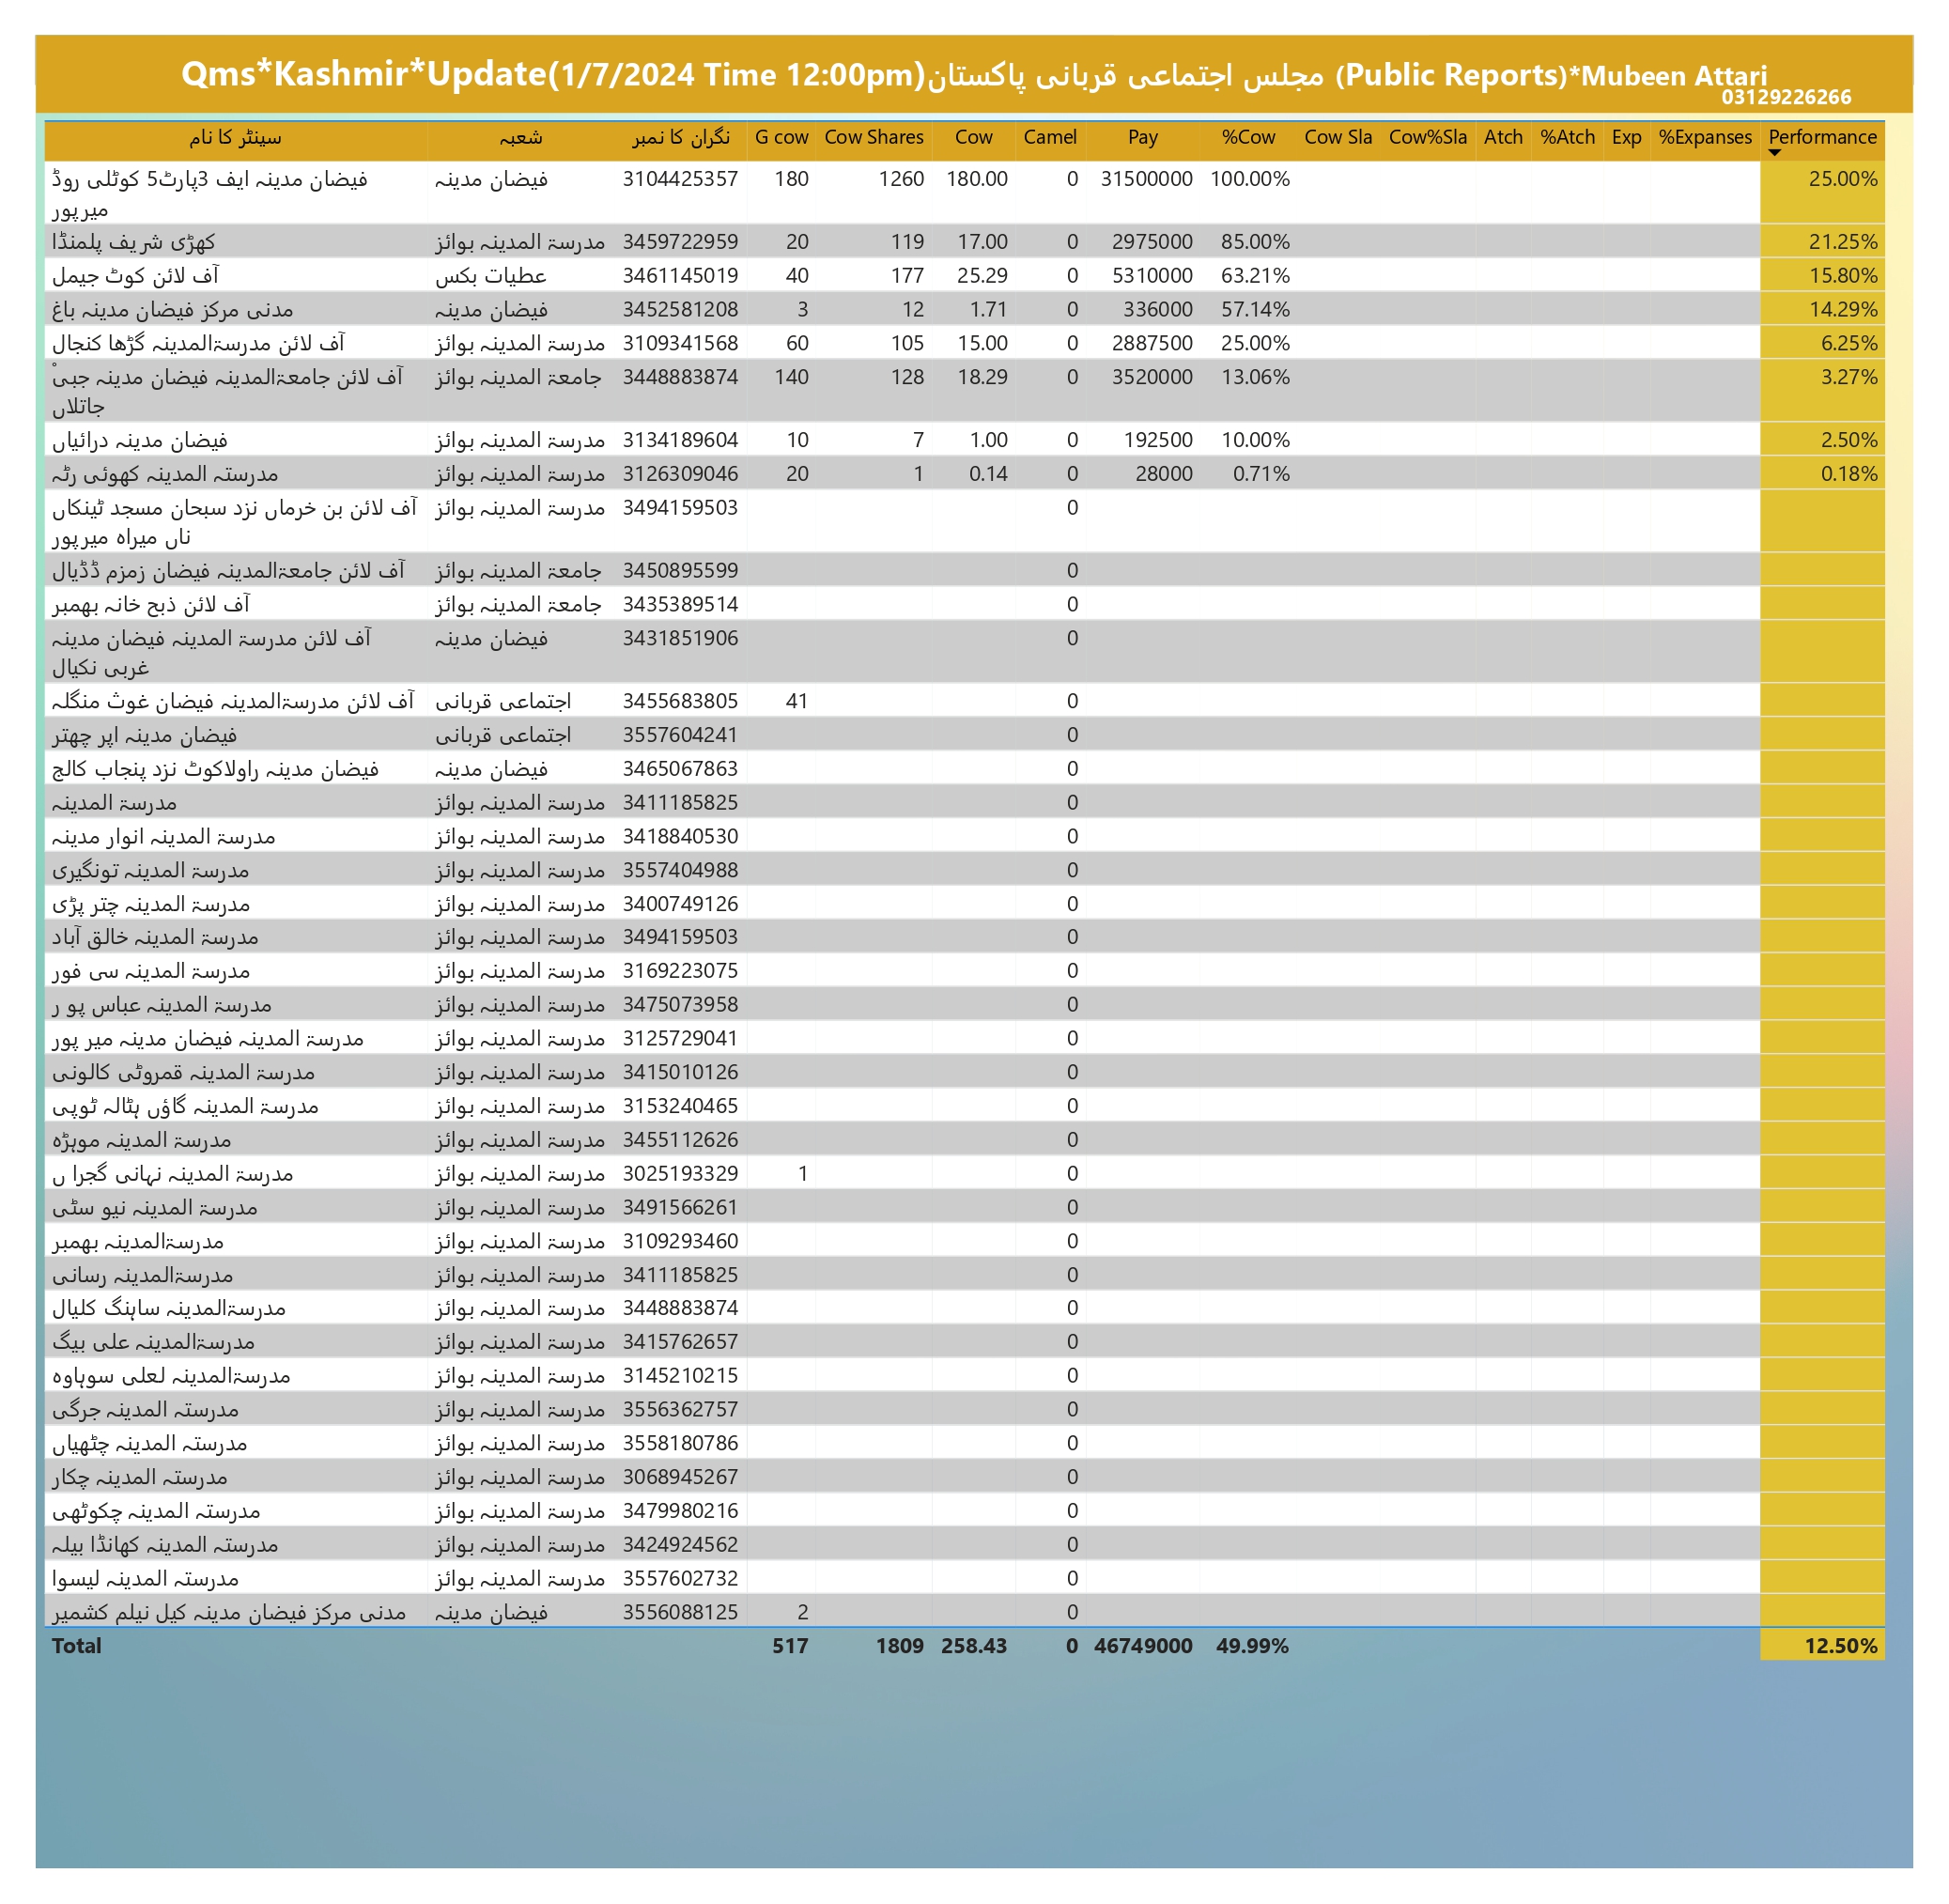 Qms*Kashmir*Update(1/7/2024 Time 12:00pm)مجلس اجتماعی قربانی پاکستان (Public Reports)*Mubeen Attari
03129226266
سینٹر کا نام شعبہ نگران کا نمبر G cow Cow Shares Cow Camel Pay %Cow Cow Sla Cow%Sla Atch %Atch Exp %Expanses Performance
فیضان مدینہ ایف 3پارٹ5 کوٹلی روڈ فیضان مدینہ 3104425357 180 1260 180.00 0 31500000 100.00% 25.00%
میرپور
کھڑی شریف پلمنڈا مدرسۃ المدینہ بوائز 3459722959 20 119 17.00 0 2975000 85.00% 21.25%
آف لائن کوٹ جیمل عطیات بکس 3461145019 40 177 25.29 0 5310000 63.21% 15.80%
مدنی مرکز فیضان مدینہ باغ فیضان مدینہ 3452581208 3 12 1.71 0 336000 57.14% 14.29%
آف لائن مدرسۃالمدینہ گڑھا کنجال مدرسۃ المدینہ بوائز 3109341568 60 105 15.00 0 2887500 25.00% 6.25%
آف لائن جامعۃالمدینہ فیضان مدینہ جبیْ جامعۃ المدینہ بوائز 3448883874 140 128 18.29 0 3520000 13.06% 3.27%
جاتلاں
فیضان مدینہ درائیاں مدرسۃ المدینہ بوائز 3134189604 10 7 1.00 0 192500 10.00% 2.50%
مدرستہ المدینہ کھوئی رٹہ مدرسۃ المدینہ بوائز 3126309046 20 1 0.14 0 28000 0.71% 0.18%
آف لائن بن خرماں نزد سبحان مسجد ٹینکاں مدرسۃ المدینہ بوائز 3494159503 0
ناں میراہ میرپور
آف لائن جامعۃالمدینہ فیضان زمزم ڈڈیال جامعۃ المدینہ بوائز 3450895599 0
آف لائن ذبح خانہ بھمبر جامعۃ المدینہ بوائز 3435389514 0
آف لائن مدرسۃ المدینہ فیضان مدینہ فیضان مدینہ 3431851906 0
غربی نکیال
آف لائن مدرسۃالمدینہ فیضان غوث منگلہ اجتماعی قربانی 3455683805 41 0
فیضان مدینہ اپر چھتر اجتماعی قربانی 3557604241 0
فیضان مدینہ راولاکوٹ نزد پنجاب کالج فیضان مدینہ 3465067863 0
مدرسۃ المدینہ مدرسۃ المدینہ بوائز 3411185825 0
مدرسۃ المدینہ انوار مدینہ مدرسۃ المدینہ بوائز 3418840530 0
مدرسۃ المدینہ تونگیری مدرسۃ المدینہ بوائز 3557404988 0
مدرسۃ المدینہ چتر پڑی مدرسۃ المدینہ بوائز 3400749126 0
مدرسۃ المدینہ خالق آباد مدرسۃ المدینہ بوائز 3494159503 0
مدرسۃ المدینہ سی فور مدرسۃ المدینہ بوائز 3169223075 0
مدرسۃ المدینہ عباس پو ر مدرسۃ المدینہ بوائز 3475073958 0
مدرسۃ المدینہ فیضان مدینہ میر پور مدرسۃ المدینہ بوائز 3125729041 0
مدرسۃ المدینہ قمروٹی کالونی مدرسۃ المدینہ بوائز 3415010126 0
مدرسۃ المدینہ گاؤں ہٹالہ ٹوپی مدرسۃ المدینہ بوائز 3153240465 0
مدرسۃ المدینہ موہڑہ مدرسۃ المدینہ بوائز 3455112626 0
مدرسۃ المدینہ نہانی گجرا ں مدرسۃ المدینہ بوائز 3025193329 1 0
مدرسۃ المدینہ نیو سٹی مدرسۃ المدینہ بوائز 3491566261 0
مدرسۃالمدینہ بھمبر مدرسۃ المدینہ بوائز 3109293460 0
مدرسۃالمدینہ رسانی مدرسۃ المدینہ بوائز 3411185825 0
مدرسۃالمدینہ ساہنگ کلیال مدرسۃ المدینہ بوائز 3448883874 0
مدرسۃالمدینہ علی بیگ مدرسۃ المدینہ بوائز 3415762657 0
مدرسۃالمدینہ لعلی سوہاوہ مدرسۃ المدینہ بوائز 3145210215 0
مدرستہ المدینہ جرگی مدرسۃ المدینہ بوائز 3556362757 0
مدرستہ المدینہ چٹھیاں مدرسۃ المدینہ بوائز 3558180786 0
مدرستہ المدینہ چکار مدرسۃ المدینہ بوائز 3068945267 0
مدرستہ المدینہ چکوٹھی مدرسۃ المدینہ بوائز 3479980216 0
مدرستہ المدینہ کھانڈا بیلہ مدرسۃ المدینہ بوائز 3424924562 0
مدرستہ المدینہ لیسوا مدرسۃ المدینہ بوائز 3557602732 0
مدنی مرکز فیضان مدینہ کیل نیلم کشمیر فیضان مدینہ 3556088125 2 0
Total 517 1809 258.43 0 46749000 49.99% 12.50%